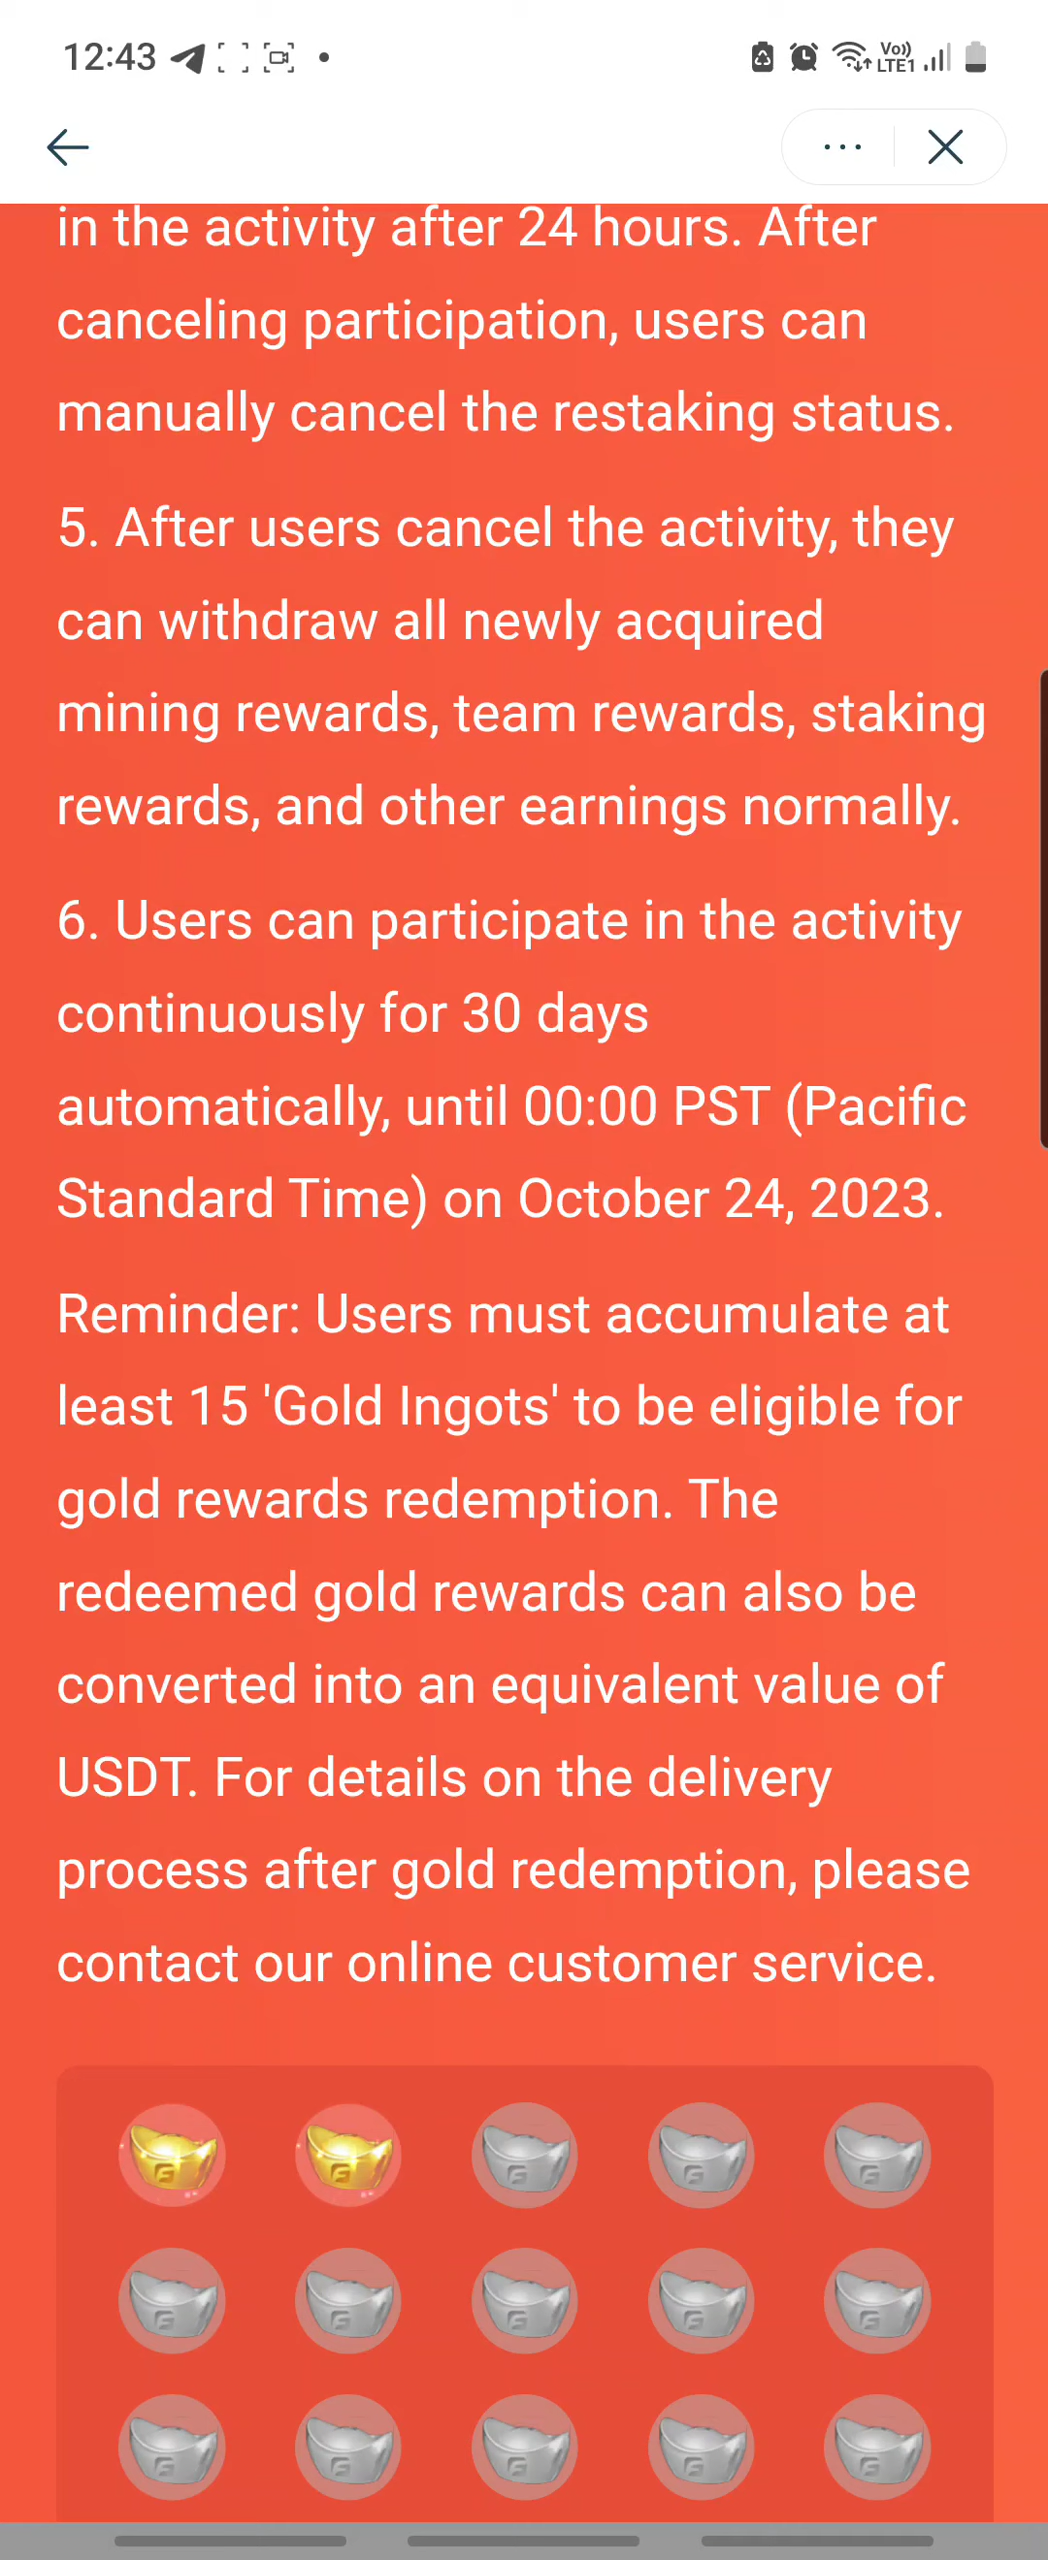 12:43
Vo))
LTE1
in the activity after 24 hours. After
canceling participation, users can
manually cancel the restaking status.
5. After users cancel the activity, they
can withdraw all newly acquired
mining rewards, team rewards, staking
rewards, and other earnings normally.
6. Users can participate in the activity
continuously for 30 days
automatically, until 00:00 PST (Pacific
Standard Time) on October 24, 2023.
Reminder: Users must accumulate at
least 15 'Gold Ingots' to be eligible for
gold rewards redemption. The
redeemed gold rewards can also be
converted into an equivalent value of
USDT. For details on the delivery
process after gold redemption, please
contact our online customer service.